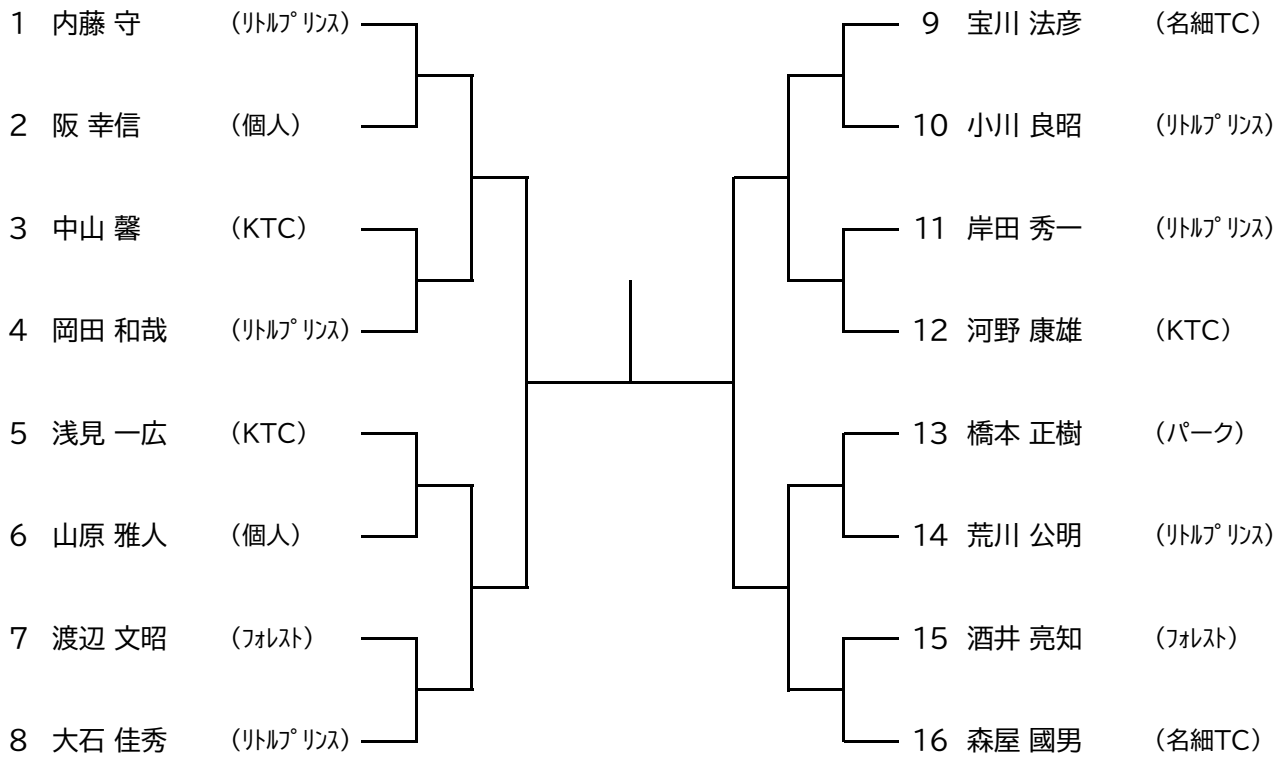 1 内藤 守 (ﾘﾄﾙﾌﾟﾘﾝｽ)
2 阪 幸信 (個人)
3 中山 馨 (KTC)
4 岡田 和哉 (ﾘﾄﾙﾌﾟﾘﾝｽ)
5 浅見 一広 (KTC)
6 山原 雅人 (個人)
7 渡辺 文昭 (ﾌｫﾚｽﾄ)
8 大石 佳秀 (ﾘﾄﾙﾌﾟﾘﾝｽ)
9 宝川 法彦 (名細TC)
10 小川 良昭 (ﾘﾄﾙﾌﾟﾘﾝｽ)
11 岸田 秀一 (ﾘﾄﾙﾌﾟﾘﾝｽ)
12 河野 康雄 (KTC)
13 橋本 正樹 (パーク)
14 荒川 公明 (ﾘﾄﾙﾌﾟﾘﾝｽ)
15 酒井 亮知 (ﾌｫﾚｽﾄ)
16 森屋 國男 (名細TC)